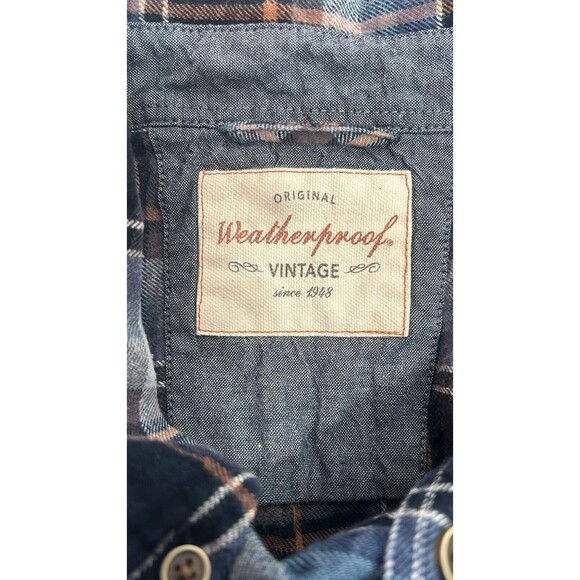 ORIGINAL
Weatherproof®
VINTAGE
since 1948